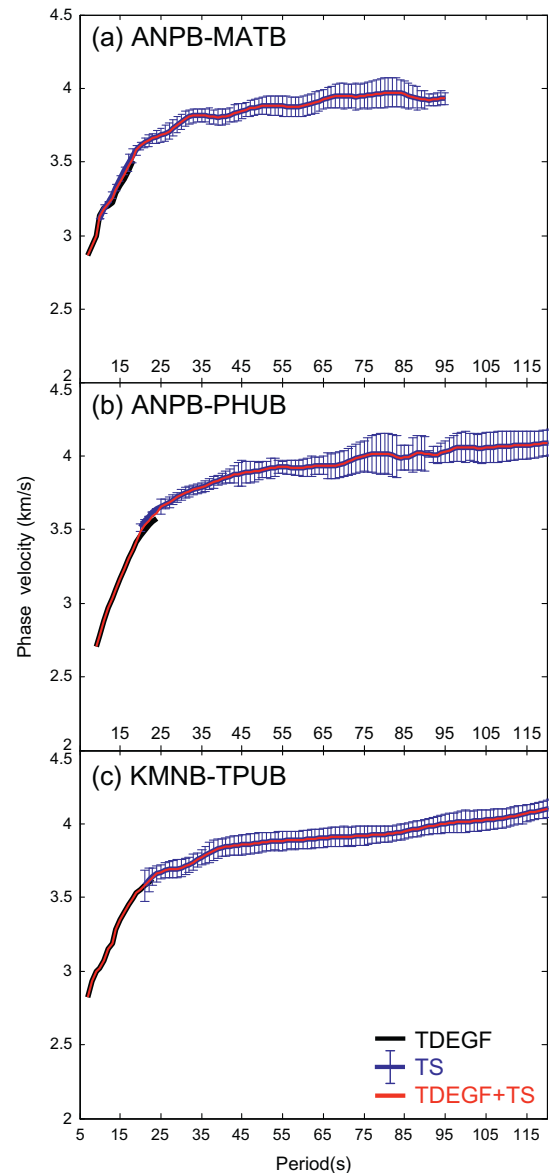 (a) ANPB-MATB
4.5
4
3.5
3
2.5
2
15 25 35 45 55 65 75 85 95 105 115
(b) ANPB-PHUB
4.5
4
3.5
3
2.5
2
15 25 35 45 55 65 75 85 95 105 115
Phase velocity (km/s)
(c) KMNB-TPUB
4.5
4
3.5
3
2.5
2
TDEGF
TS
TDEGF+TS
5 15 25 35 45 55 65 75 85 95 105 115
Period(s)